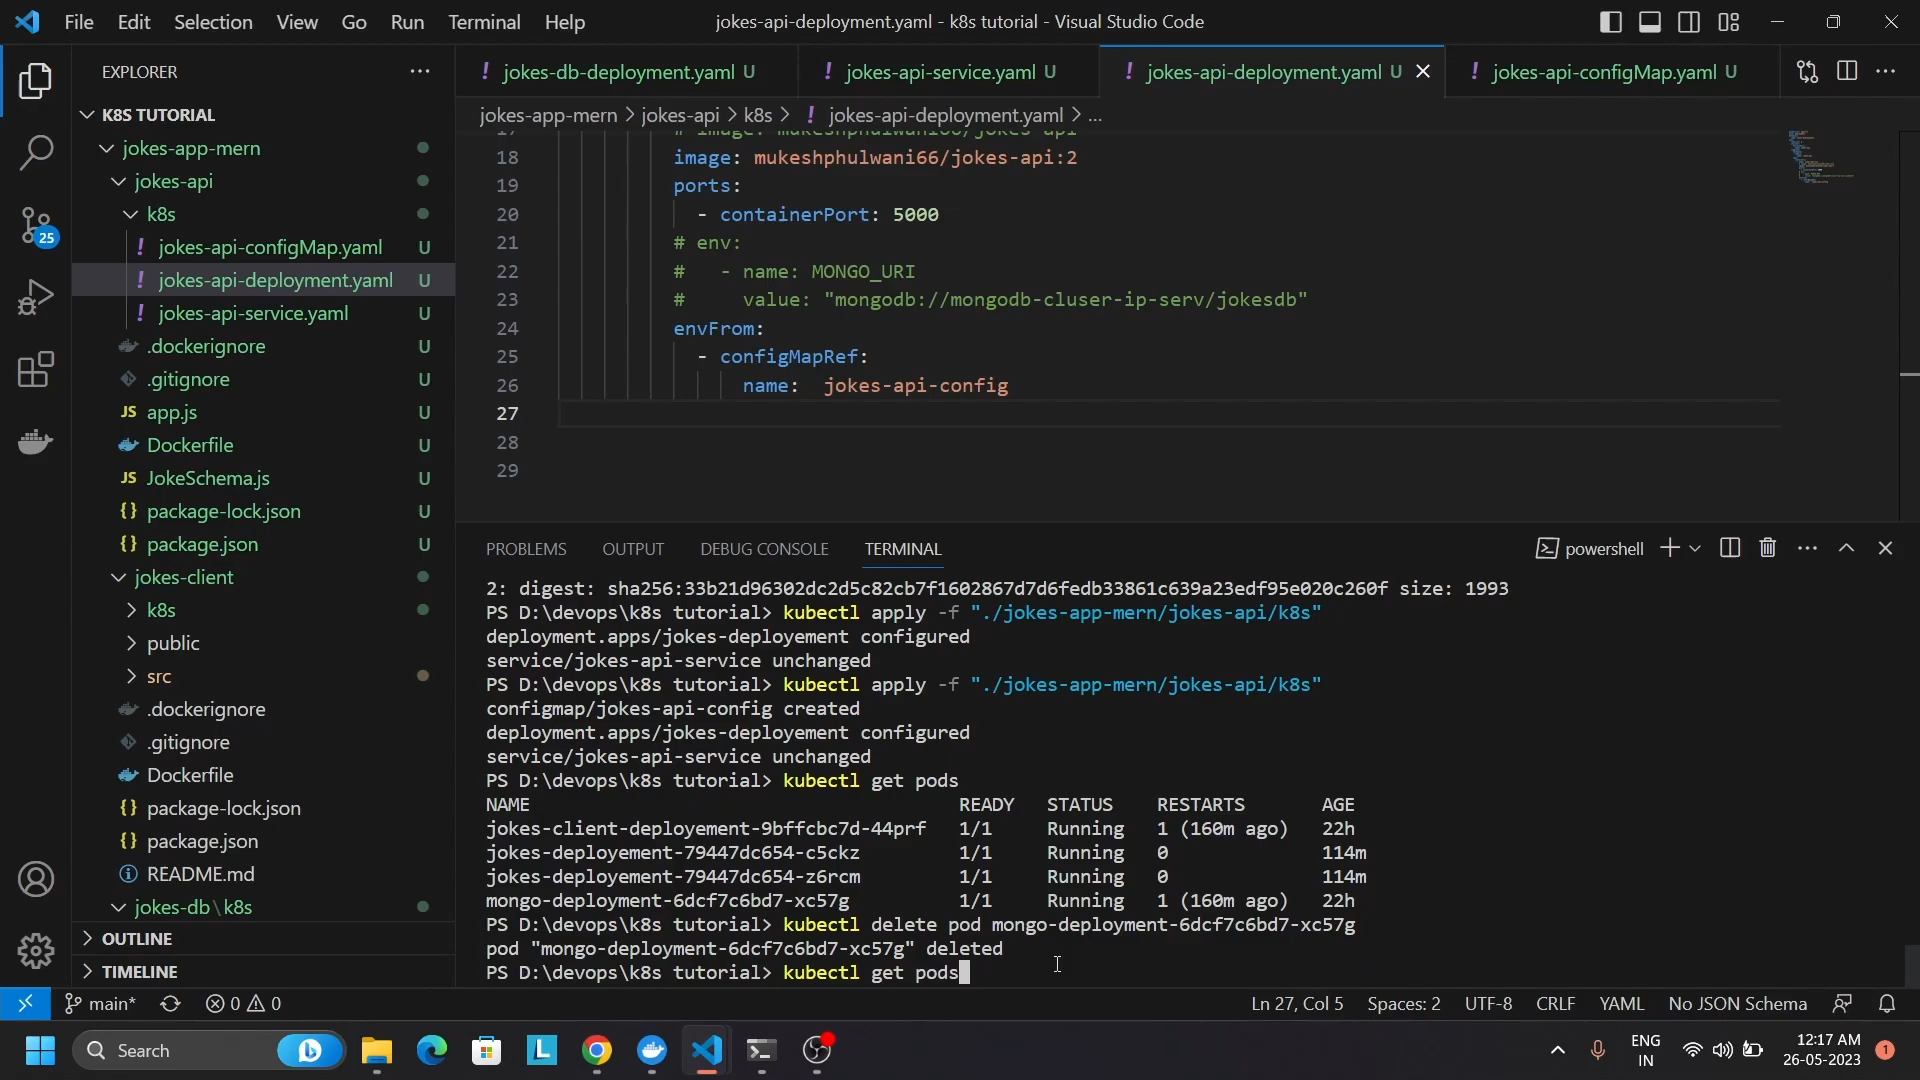 File Edit Selection View Go Run Terminal Help
jokes-api-deployment.yaml - k8s tutorial - Visual Studio Code
EXPLORER
K8S TUTORIAL
jokes-app-mern
jokes-api
k8s
! jokes-api-configMap.yaml U
! jokes-api-deployment.yaml U
! jokes-api-service.yaml U
.dockerignore U
.gitignore U
JS app.js U
Dockerfile U
JS JokeSchema.js U
{} package-lock.json U
{} package.json U
jokes-client
k8s
public
src
.dockerignore
.gitignore
Dockerfile
{} package-lock.json
{} package.json
README.md
jokes-db\k8s
OUTLINE
TIMELINE
25
! jokes-db-deployment.yaml U
! jokes-api-service.yaml U
! jokes-api-deployment.yaml U
! jokes-api-configMap.yaml U
jokes-app-mern > jokes-api > k8s > ! jokes-api-deployment.yaml > ...
17 # image: mukeshphulwani66/jokes-api
18 image: mukeshphulwani66/jokes-api:2
19 ports:
20 - containerPort: 5000
21 # env:
22 # - name: MONGO_URI
23 # value: "mongodb://mongodb-cluser-ip-serv/jokesdb"
24 envFrom:
25 - configMapRef:
26 name:  jokes-api-config
27
28
29
PROBLEMS OUTPUT DEBUG CONSOLE TERMINAL
powershell
2: digest: sha256:33b21d96302dc2d5c82cb7f1602867d7d6fedb33861c639a23edf95e020c260f size: 1993
PS D:\devops\k8s tutorial> kubectl apply -f "./jokes-app-mern/jokes-api/k8s"
deployment.apps/jokes-deployement configured
service/jokes-api-service unchanged
PS D:\devops\k8s tutorial> kubectl apply -f "./jokes-app-mern/jokes-api/k8s"
configmap/jokes-api-config created
deployment.apps/jokes-deployement configured
service/jokes-api-service unchanged
PS D:\devops\k8s tutorial> kubectl get pods
NAME READY STATUS RESTARTS AGE
jokes-client-deployement-9bffcbc7d-44prf 1/1 Running 1 (160m ago) 22h
jokes-deployement-79447dc654-c5ckz 1/1 Running 0 114m
jokes-deployement-79447dc654-z6rcm 1/1 Running 0 114m
mongo-deployment-6dcf7c6bd7-xc57g 1/1 Running 1 (160m ago) 22h
PS D:\devops\k8s tutorial> kubectl delete pod mongo-deployment-6dcf7c6bd7-xc57g
pod "mongo-deployment-6dcf7c6bd7-xc57g" deleted
PS D:\devops\k8s tutorial> kubectl get pods
main* 0 0
Ln 27, Col 5 Spaces: 2 UTF-8 CRLF YAML No JSON Schema
Search
ENG
IN
12:17 AM
26-05-2023
1